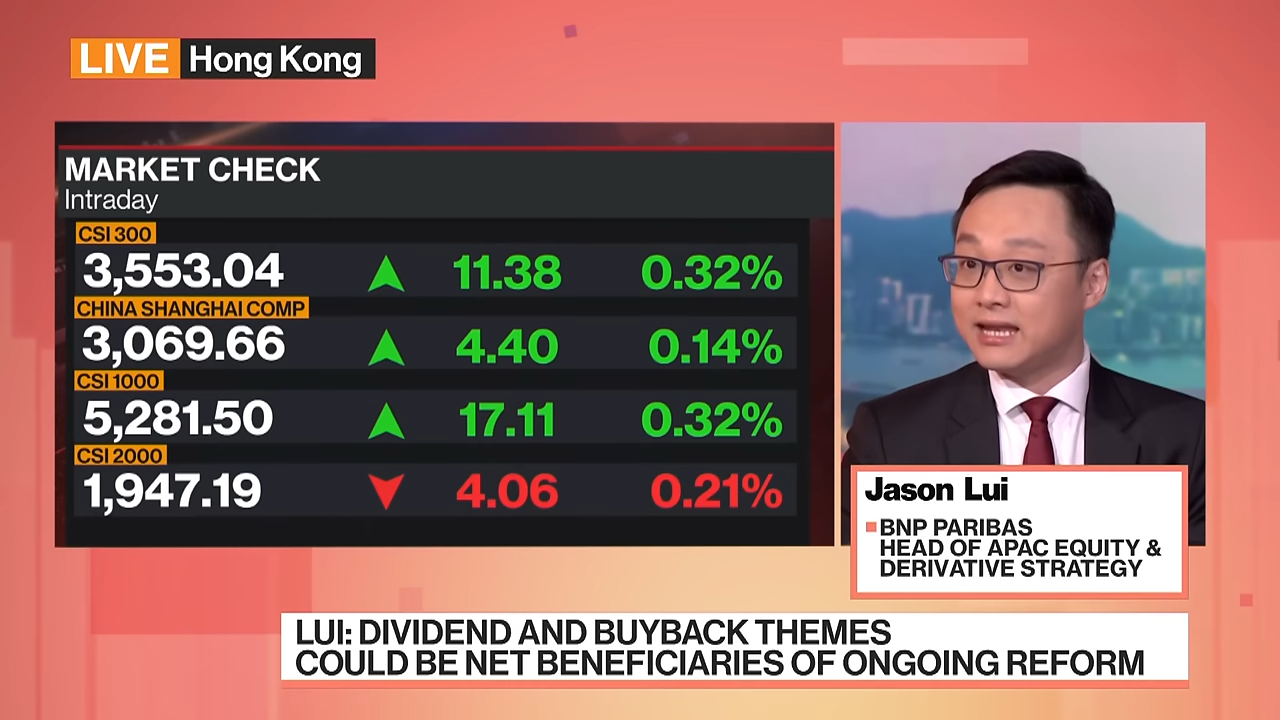 LIVE Hong Kong
MARKET CHECK
Intraday
CSI 300
3,553.04 11.38 0.32%
CHINA SHANGHAI COMP
3,069.66 4.40 0.14%
CSI 1000
5,281.50 17.11 0.32%
CSI 2000
1,947.19 4.06 0.21%
Jason Lui
BNP PARIBAS
HEAD OF APAC EQUITY &
DERIVATIVE STRATEGY
LUI: DIVIDEND AND BUYBACK THEMES
COULD BE NET BENEFICIARIES OF ONGOING REFORM